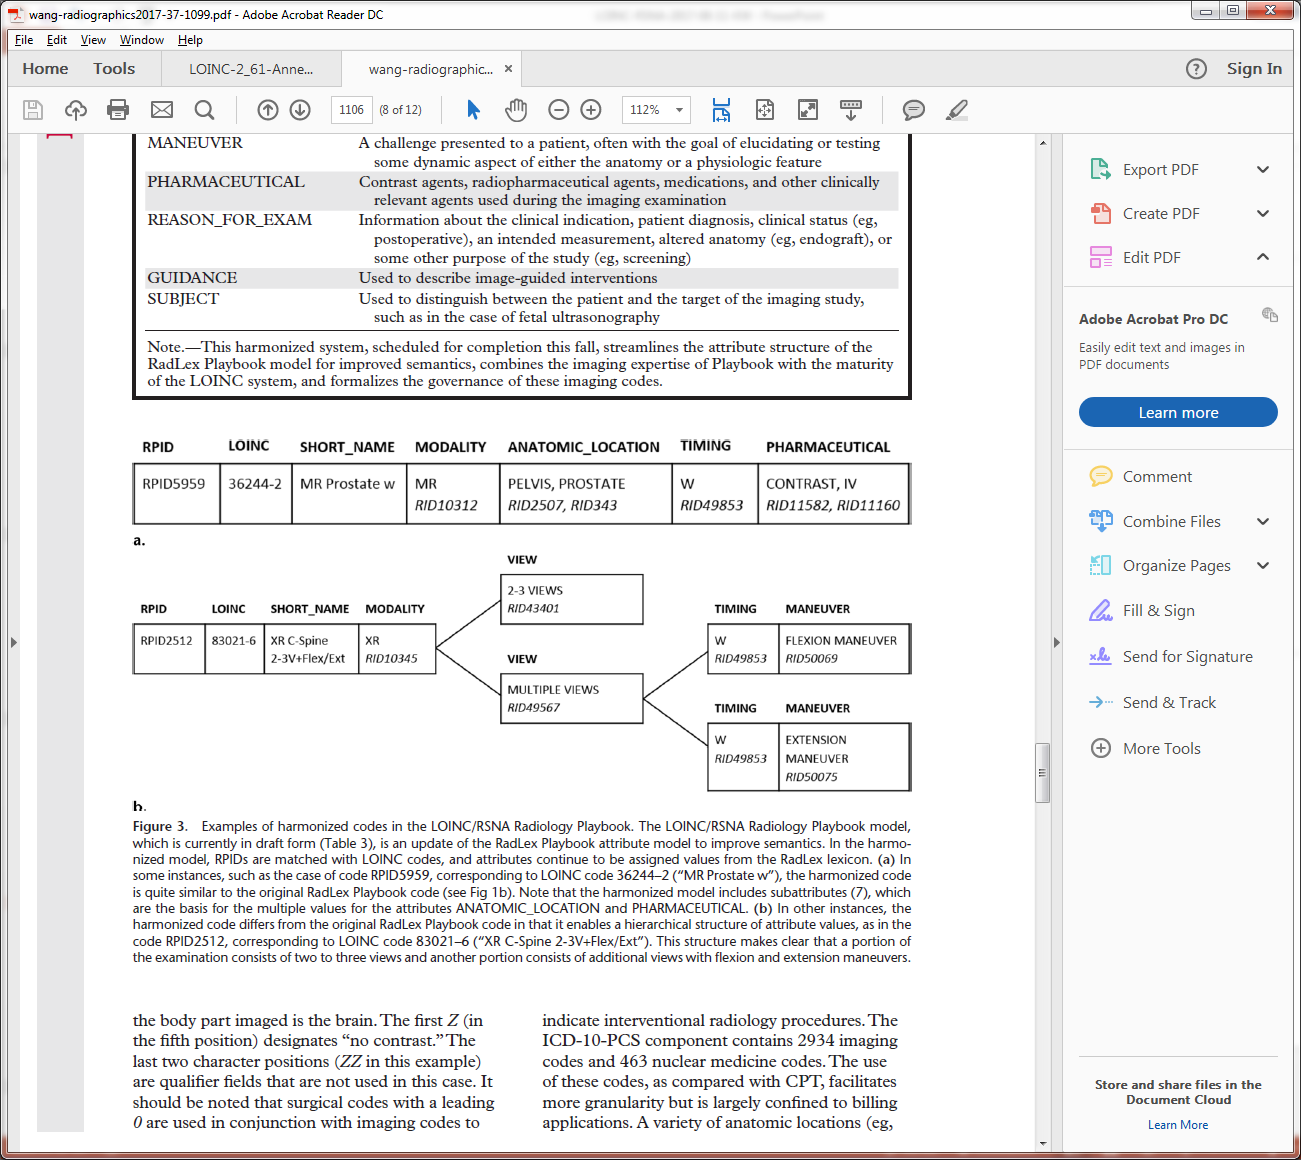 wang-radiographics2017-37-1099.pdf - Adobe Acrobat Reader DC
File Edit View Window Help
Home Tools LOINC-2_61-Anne... wang-radiographic... × ? Sign In
1106 (8 of 12) 112%
MANEUVER A challenge presented to a patient, often with the goal of elucidating or testing
some dynamic aspect of either the anatomy or a physiologic feature
PHARMACEUTICAL Contrast agents, radiopharmaceutical agents, medications, and other clinically
relevant agents used during the imaging examination
REASON_FOR_EXAM Information about the clinical indication, patient diagnosis, clinical status (eg,
postoperative), an intended measurement, altered anatomy (eg, endograft), or
some other purpose of the study (eg, screening)
GUIDANCE Used to describe image-guided interventions
SUBJECT Used to distinguish between the patient and the target of the imaging study,
such as in the case of fetal ultrasonography
Note.—This harmonized system, scheduled for completion this fall, streamlines the attribute structure of the
RadLex Playbook model for improved semantics, combines the imaging expertise of Playbook with the maturity
of the LOINC system, and formalizes the governance of these imaging codes.
RPID LOINC SHORT_NAME MODALITY ANATOMIC_LOCATION TIMING PHARMACEUTICAL
RPID5959 36244-2 MR Prostate w MR PELVIS, PROSTATE W CONTRAST, IV
RID10312 RID2507, RID343 RID49853 RID11582, RID11160
a.
VIEW
2-3 VIEWS
RID43401
RPID LOINC SHORT_NAME MODALITY TIMING MANEUVER
RPID2512 83021-6 XR C-Spine XR W FLEXION MANEUVER
2-3V+Flex/Ext RID10345 RID49853 RID50069
VIEW
MULTIPLE VIEWS
RID49567
TIMING MANEUVER
W EXTENSION
RID49853 MANEUVER
RID50075
b.
Figure 3. Examples of harmonized codes in the LOINC/RSNA Radiology Playbook. The LOINC/RSNA Radiology Playbook model,
which is currently in draft form (Table 3), is an update of the RadLex Playbook attribute model to improve semantics. In the harmo-
nized model, RPIDs are matched with LOINC codes, and attributes continue to be assigned values from the RadLex lexicon. (a) In
some instances, such as the case of code RPID5959, corresponding to LOINC code 36244–2 (“MR Prostate w”), the harmonized code
is quite similar to the original RadLex Playbook code (see Fig 1b). Note that the harmonized model includes subattributes (7), which
are the basis for the multiple values for the attributes ANATOMIC_LOCATION and PHARMACEUTICAL. (b) In other instances, the
harmonized code differs from the original RadLex Playbook code in that it enables a hierarchical structure of attribute values, as in the
code RPID2512, corresponding to LOINC code 83021–6 (“XR C-Spine 2-3V+Flex/Ext”). This structure makes clear that a portion of
the examination consists of two to three views and another portion consists of additional views with flexion and extension maneuvers.
the body part imaged is the brain. The first Z (in
the fifth position) designates “no contrast.” The
last two character positions (ZZ in this example)
are qualifier fields that are not used in this case. It
should be noted that surgical codes with a leading
0 are used in conjunction with imaging codes to
indicate interventional radiology procedures. The
ICD-10-PCS component contains 2934 imaging
codes and 463 nuclear medicine codes. The use
of these codes, as compared with CPT, facilitates
more granularity but is largely confined to billing
applications. A variety of anatomic locations (eg,
Export PDF
Create PDF
Edit PDF
Adobe Acrobat Pro DC
Easily edit text and images in
PDF documents
Learn more
Comment
Combine Files
Organize Pages
Fill & Sign
Send for Signature
Send & Track
More Tools
Store and share files in the
Document Cloud
Learn More